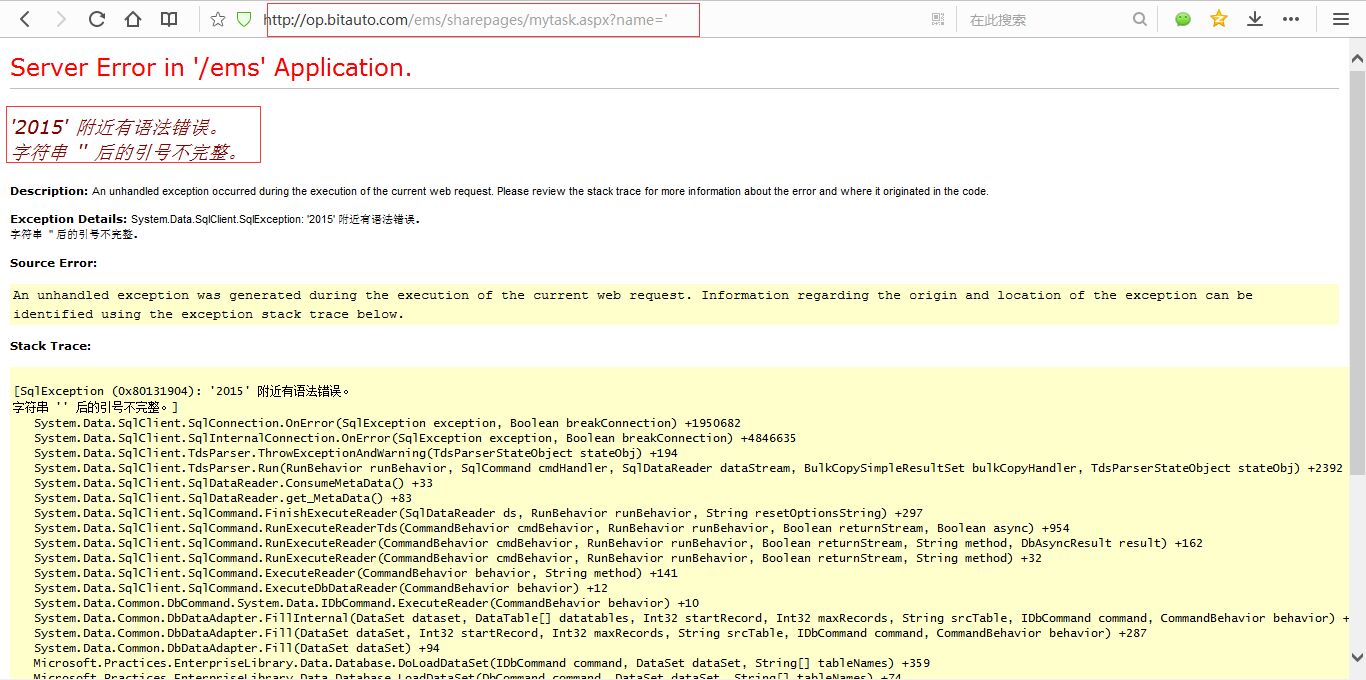 http://op.bitauto.com/ems/sharepages/mytask.aspx?name='
在此搜索
Server Error in '/ems' Application.
'2015' 附近有语法错误。
字符串 '' 后的引号不完整。
Description: An unhandled exception occurred during the execution of the current web request. Please review the stack trace for more information about the error and where it originated in the code.
Exception Details: System.Data.SqlClient.SqlException: '2015' 附近有语法错误。
字符串 '' 后的引号不完整。
Source Error:
An unhandled exception was generated during the execution of the current web request. Information regarding the origin and location of the exception can be
identified using the exception stack trace below.
Stack Trace:
[SqlException (0x80131904): '2015' 附近有语法错误。
字符串 '' 后的引号不完整。]
System.Data.SqlClient.SqlConnection.OnError(SqlException exception, Boolean breakConnection) +1950682
System.Data.SqlClient.SqlInternalConnection.OnError(SqlException exception, Boolean breakConnection) +4846635
System.Data.SqlClient.TdsParser.ThrowExceptionAndWarning(TdsParserStateObject stateObj) +194
System.Data.SqlClient.TdsParser.Run(RunBehavior runBehavior, SqlCommand cmdHandler, SqlDataReader dataStream, BulkCopySimpleResultSet bulkCopyHandler, TdsParserStateObject stateObj) +2392
System.Data.SqlClient.SqlDataReader.ConsumeMetaData() +33
System.Data.SqlClient.SqlDataReader.get_MetaData() +83
System.Data.SqlClient.SqlCommand.FinishExecuteReader(SqlDataReader ds, RunBehavior runBehavior, String resetOptionsString) +297
System.Data.SqlClient.SqlCommand.RunExecuteReaderTds(CommandBehavior cmdBehavior, RunBehavior runBehavior, Boolean returnStream, Boolean async) +954
System.Data.SqlClient.SqlCommand.RunExecuteReader(CommandBehavior cmdBehavior, RunBehavior runBehavior, Boolean returnStream, String method, DbAsyncResult result) +162
System.Data.SqlClient.SqlCommand.RunExecuteReader(CommandBehavior cmdBehavior, RunBehavior runBehavior, Boolean returnStream, String method) +32
System.Data.SqlClient.SqlCommand.ExecuteReader(CommandBehavior behavior, String method) +141
System.Data.SqlClient.SqlCommand.ExecuteDbDataReader(CommandBehavior behavior) +12
System.Data.Common.DbCommand.System.Data.IDbCommand.ExecuteReader(CommandBehavior behavior) +10
System.Data.Common.DbDataAdapter.FillInternal(DataSet dataset, DataTable[] datatables, Int32 startRecord, Int32 maxRecords, String srcTable, IDbCommand command, CommandBehavior behavior) +
System.Data.Common.DbDataAdapter.Fill(DataSet dataSet, Int32 startRecord, Int32 maxRecords, String srcTable, IDbCommand command, CommandBehavior behavior) +287
System.Data.Common.DbDataAdapter.Fill(DataSet dataSet) +94
Microsoft.Practices.EnterpriseLibrary.Data.Database.DoLoadDataSet(IDbCommand command, DataSet dataSet, String[] tableNames) +359
Microsoft.Practices.EnterpriseLibrary.Data.Database.LoadDataSet(DbCommand command, DataSet dataSet, String[] tableNames) +74